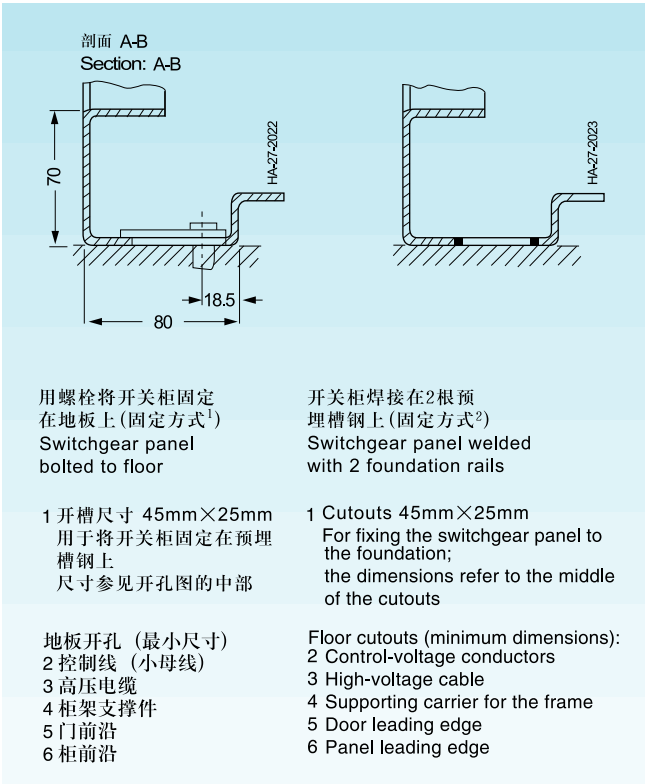 剖面 A-B
Section: A-B
70
HA-27-2022
18.5
80
HA-27-2023
用螺栓将开关柜固定
在地板上(固定方式¹)
Switchgear panel
bolted to floor
开关柜焊接在2根预
埋槽钢上(固定方式²)
Switchgear panel welded
with 2 foundation rails
1 开槽尺寸 45mm×25mm
用于将开关柜固定在预埋
槽钢上
尺寸参见开孔图的中部
1 Cutouts 45mm×25mm
For fixing the switchgear panel to
the foundation;
the dimensions refer to the middle
of the cutouts
地板开孔 (最小尺寸)
2 控制线 (小母线)
3 高压电缆
4 柜架支撑件
5 门前沿
6 柜前沿
Floor cutouts (minimum dimensions):
2 Control-voltage conductors
3 High-voltage cable
4 Supporting carrier for the frame
5 Door leading edge
6 Panel leading edge